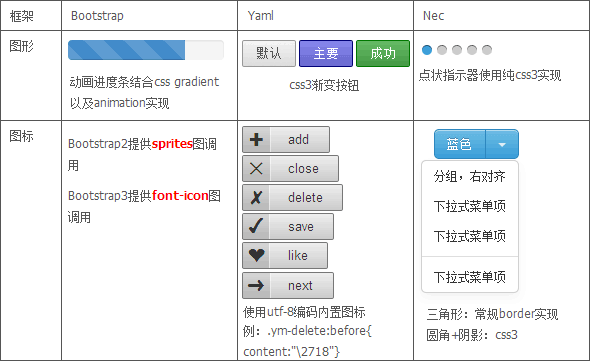 框架
Bootstrap
Yaml
Nec
图形
动画进度条结合css gradient
以及animation实现
默认
主要
成功
css3渐变按钮
点状指示器使用纯css3实现
图标
Bootstrap2提供sprites图调
用
Bootstrap3提供font-icon图
调用
add
close
delete
save
like
next
使用utf-8编码内置图标
例：.ym-delete:before{
content:"\2718"}
蓝色
分组，右对齐
下拉式菜单项
下拉式菜单项
下拉式菜单项
三角形：常规border实现
圆角+阴影：css3